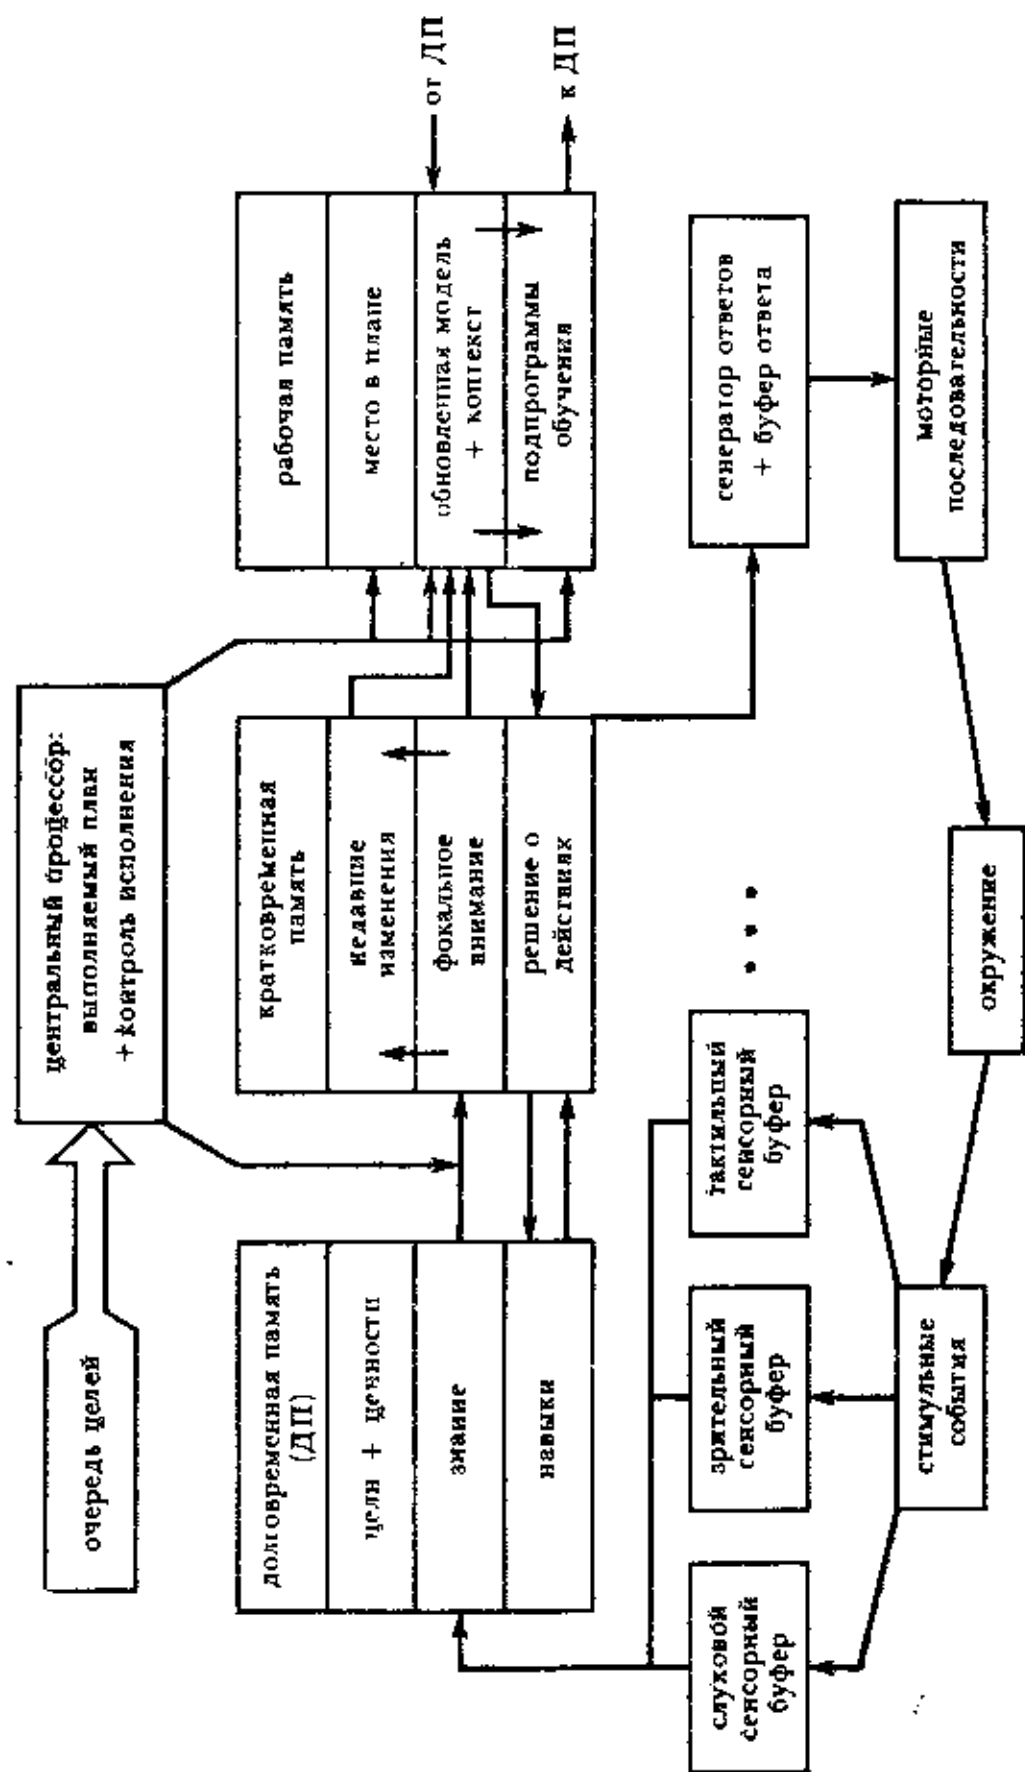 очередь целей
центральный процессор:
выполняемый план
+контроль исполнения
долговременная память
(ДП)
цели + ценности
знание
навыки
кратковременная
память
недавние
изменения
фокальное
внимание
решение о
действиях
рабочая память
место в плане
обновленная модель
+ контекст
подпрограммы
обучения
от ДП
к ДП
слуховой
сенсорный
буфер
зрительный
сенсорный
буфер
тактильный
сенсорный
буфер
• • •
генератор ответов
+ буфер ответа
стимульные
события
окружение
моторные
последовательности